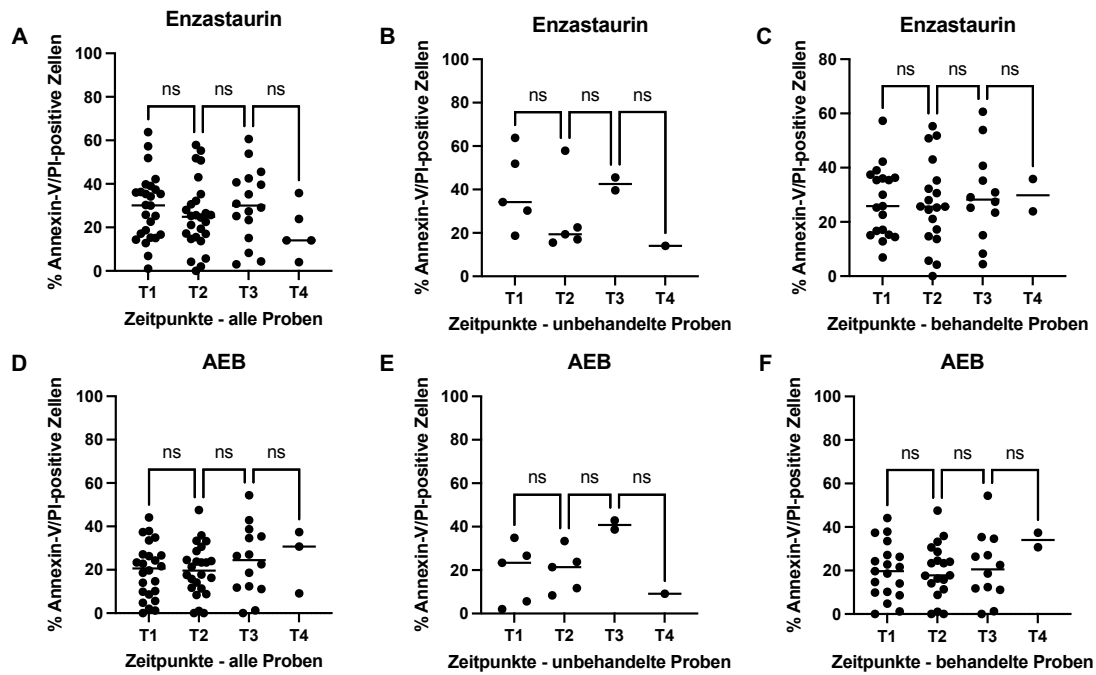 A
Enzastaurin
% Annexin-V/PI-positive Zellen
100
80
60
40
20
0
ns
ns
ns
T1
T2
T3
T4
Zeitpunkte - alle Proben
B
Enzastaurin
% Annexin-V/PI-positive Zellen
100
80
60
40
20
0
ns
ns
ns
T1
T2
T3
T4
Zeitpunkte - unbehandelte Proben
C
Enzastaurin
% Annexin-V/PI-positive Zellen
80
60
40
20
0
ns
ns
ns
T1
T2
T3
T4
Zeitpunkte - behandelte Proben
D
AEB
% Annexin-V/PI-positive Zellen
100
80
60
40
20
0
ns
ns
ns
T1
T2
T3
T4
Zeitpunkte - alle Proben
E
AEB
% Annexin-V/PI-positive Zellen
100
80
60
40
20
0
ns
ns
ns
T1
T2
T3
T4
Zeitpunkte - unbehandelte Proben
F
AEB
% Annexin-V/PI-positive Zellen
100
80
60
40
20
0
ns
ns
ns
T1
T2
T3
T4
Zeitpunkte - behandelte Proben